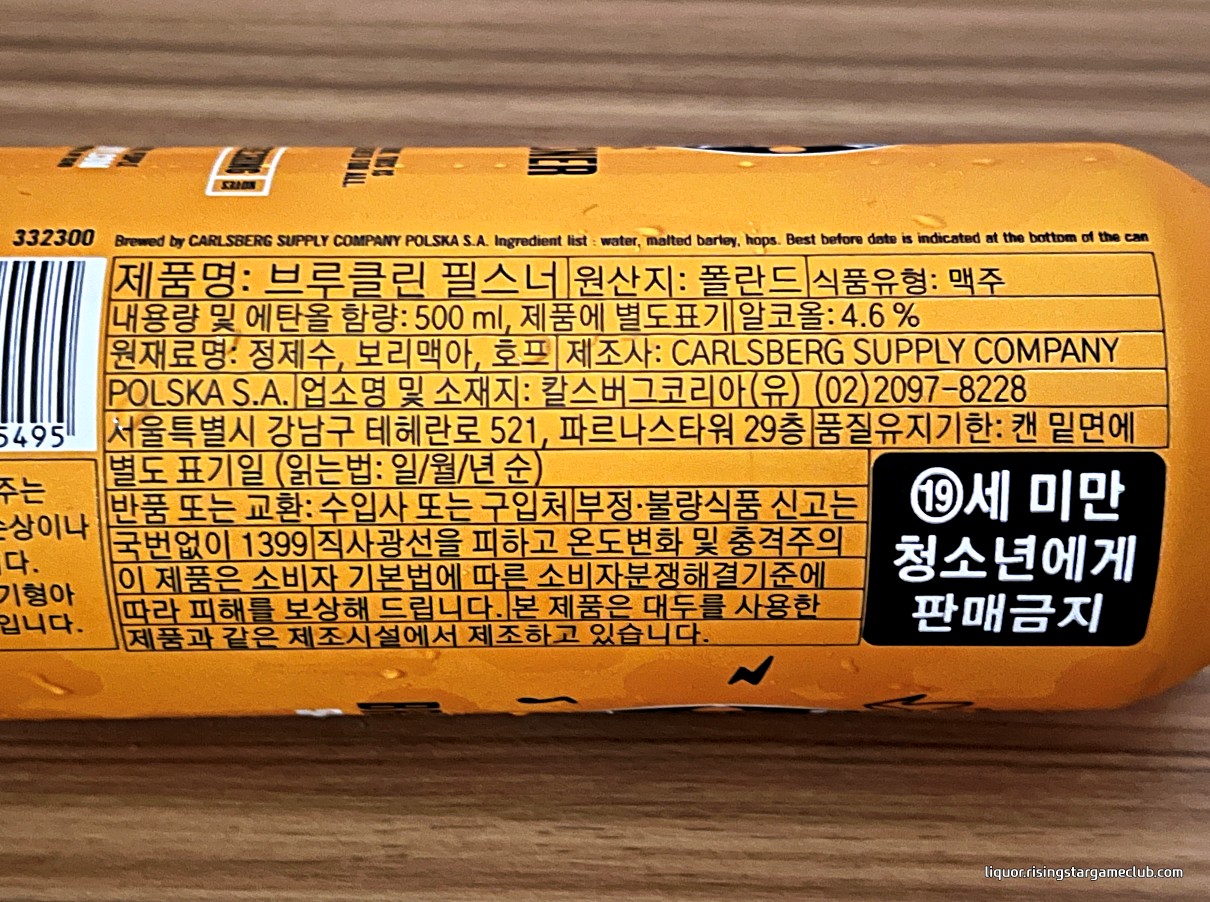 332300
Brewed by CARLSBERG SUPPLY COMPANY POLSKA S.A. Ingredient list : water, malted barley, hops. Best before date is indicated at the bottom of the can
제품명: 브루클린 필스너 원산지: 폴란드 식품유형: 맥주
내용량 및 에탄올 함량: 500 ml, 제품에 별도표기 알코올: 4.6 %
원재료명: 정제수, 보리맥아, 호프 제조사: CARLSBERG SUPPLY COMPANY
POLSKA S.A. 업소명 및 소재지: 칼스버그코리아(유) (02)2097-8228
서울특별시 강남구 테헤란로 521, 파르나스타워 29층 품질유지기한: 캔 밑면에
별도 표기일 (읽는법: 일/월/년 순)
반품 또는 교환: 수입사 또는 구입처 부정·불량식품 신고는
국번없이 1399 직사광선을 피하고 온도변화 및 충격주의
이 제품은 소비자 기본법에 따른 소비자분쟁해결기준에
따라 피해를 보상해 드립니다. 본 제품은 대두를 사용한
제품과 같은 제조시설에서 제조하고 있습니다.
⑲세 미만
청소년에게
판매금지
5495
주는
손상이나
다.
기형아
입니다.
liquor.risingstargameclub.com